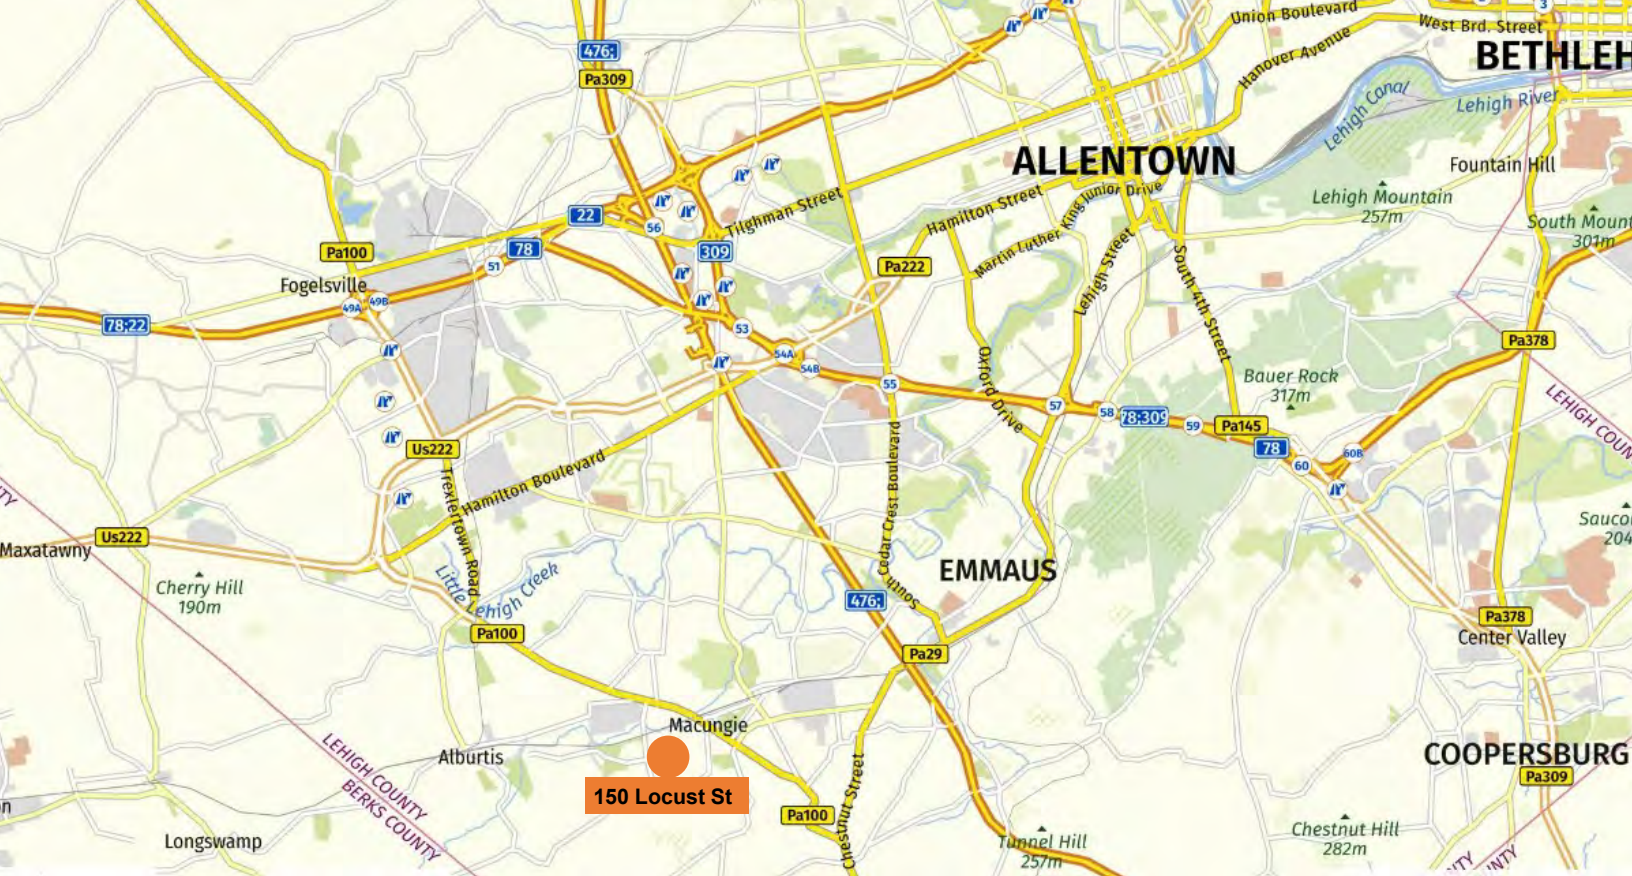 3
Union Boulevard
West Brd. Street
476;
Pa309
Hanover Avenue
BETHLEH
Lehigh Canal
Lehigh River
ALLENTOWN
Fountain Hill
Lehigh Mountain
257m
South Mount
301m
Tilghman Street
Hamilton Street
Martin Luther King Junior Drive
22
56
78
309
51
Pa100
Pa222
Lehigh Street
South 4th Street
Fogelsville
49A
49B
78;22
53
54A
54B
55
Pa378
Oxford Drive
Bauer Rock
317m
57
58
78;309
59
Pa145
78
60
60B
LEHIGH COUN
Us222
Trexlertown Road
Hamilton Boulevard
Cedar Crest Boulevard
South
TY
Us222
Maxatawny
Cherry Hill
190m
Little Lehigh Creek
EMMAUS
476;
Sauco
204
Pa100
Pa29
Pa378
Center Valley
Macungie
Alburtis
LEHIGH COUNTY
BERKS COUNTY
150 Locust St
COOPERSBURG
Pa309
n
Longswamp
Pa100
Chestnut Street
Tunnel Hill
257m
Chestnut Hill
282m
TY
NTY